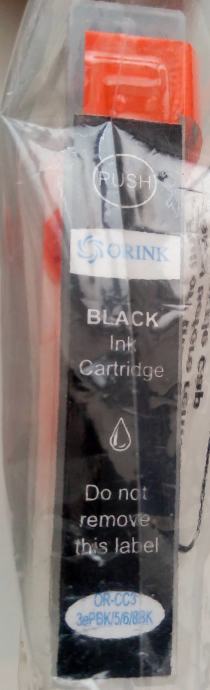 PUSH
ORINK
BLACK
Ink
Cartridge
Do not
remove
this label
OR-CC3
3ePBK/5/6/8BK